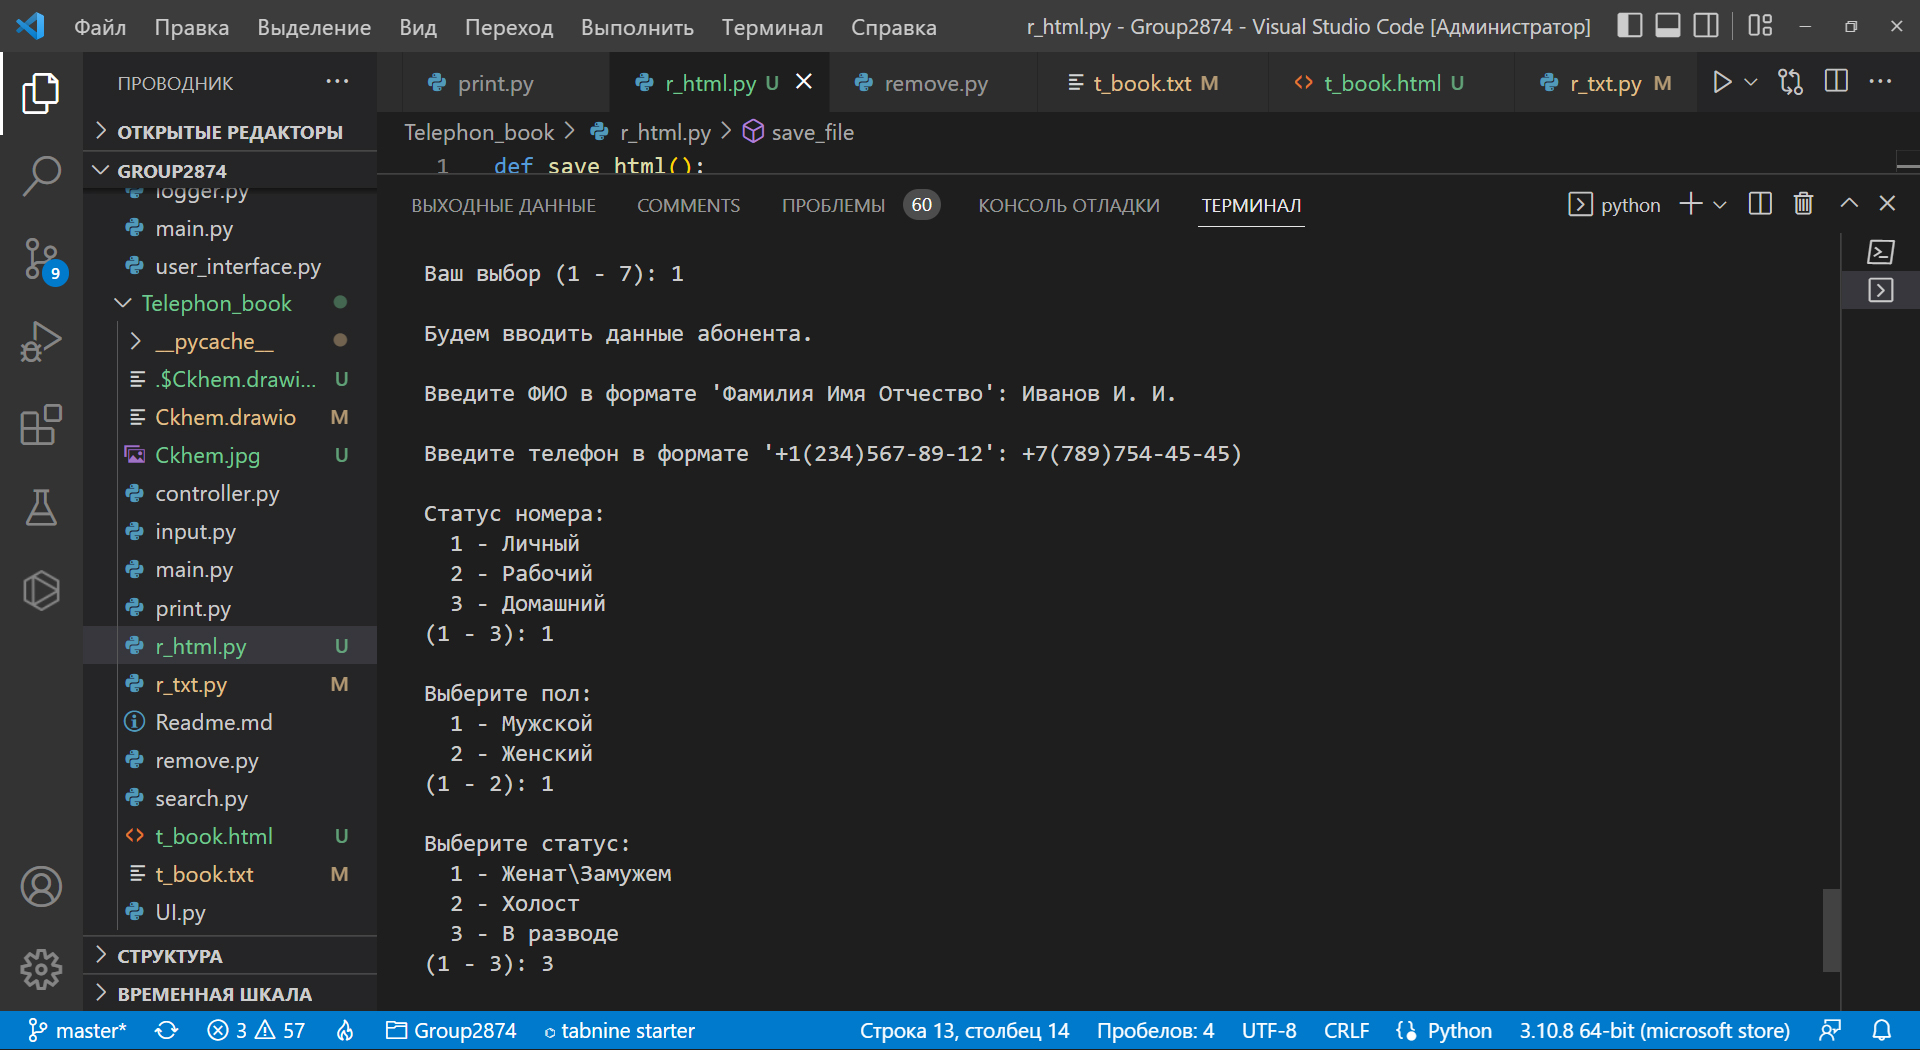 Файл Правка Выделение Вид Переход Выполнить Терминал Справка r_html.py - Group2874 - Visual Studio Code [Администратор]
ПРОВОДНИК ···
print.py r_html.py U remove.py t_book.txt M t_book.html U r_txt.py M ···
ОТКРЫТЫЕ РЕДАКТОРЫ
Telephon_book > r_html.py > save_file
GROUP2874
1 def save_html():
logger.py
main.py
user_interface.py
Telephon_book
__pycache__
.$Ckhem.drawi... U
Ckhem.drawio M
Ckhem.jpg U
controller.py
input.py
main.py
print.py
r_html.py U
r_txt.py M
Readme.md
remove.py
search.py
t_book.html U
t_book.txt M
UI.py
СТРУКТУРА
ВРЕМЕННАЯ ШКАЛА
9
ВЫХОДНЫЕ ДАННЫЕ COMMENTS ПРОБЛЕМЫ 60 КОНСОЛЬ ОТЛАДКИ ТЕРМИНАЛ python
Ваш выбор (1 - 7): 1
Будем вводить данные абонента.
Введите ФИО в формате 'Фамилия Имя Отчество': Иванов И. И.
Введите телефон в формате '+1(234)567-89-12': +7(789)754-45-45)
Статус номера:
1 - Личный
2 - Рабочий
3 - Домашний
(1 - 3): 1
Выберите пол:
1 - Мужской
2 - Женский
(1 - 2): 1
Выберите статус:
1 - Женат\Замужем
2 - Холост
3 - В разводе
(1 - 3): 3
master* 3 57 Group2874 tabnine starter Строка 13, столбец 14 Пробелов: 4 UTF-8 CRLF Python 3.10.8 64-bit (microsoft store)